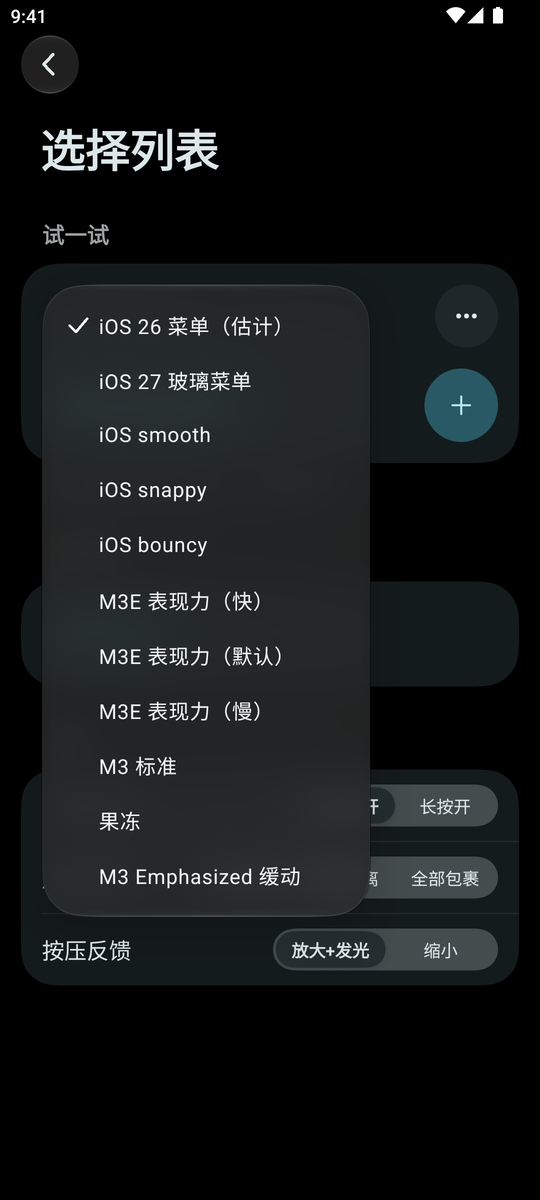 9:41
选择列表
试一试
iOS 26 菜单（估计）
iOS 27 玻璃菜单
iOS smooth
iOS snappy
iOS bouncy
M3E 表现力（快）
M3E 表现力（默认）
M3E 表现力（慢）
M3 标准
果冻
M3 Emphasized 缓动
开 长按开
离 全部包裹
按压反馈 放大+发光 缩小